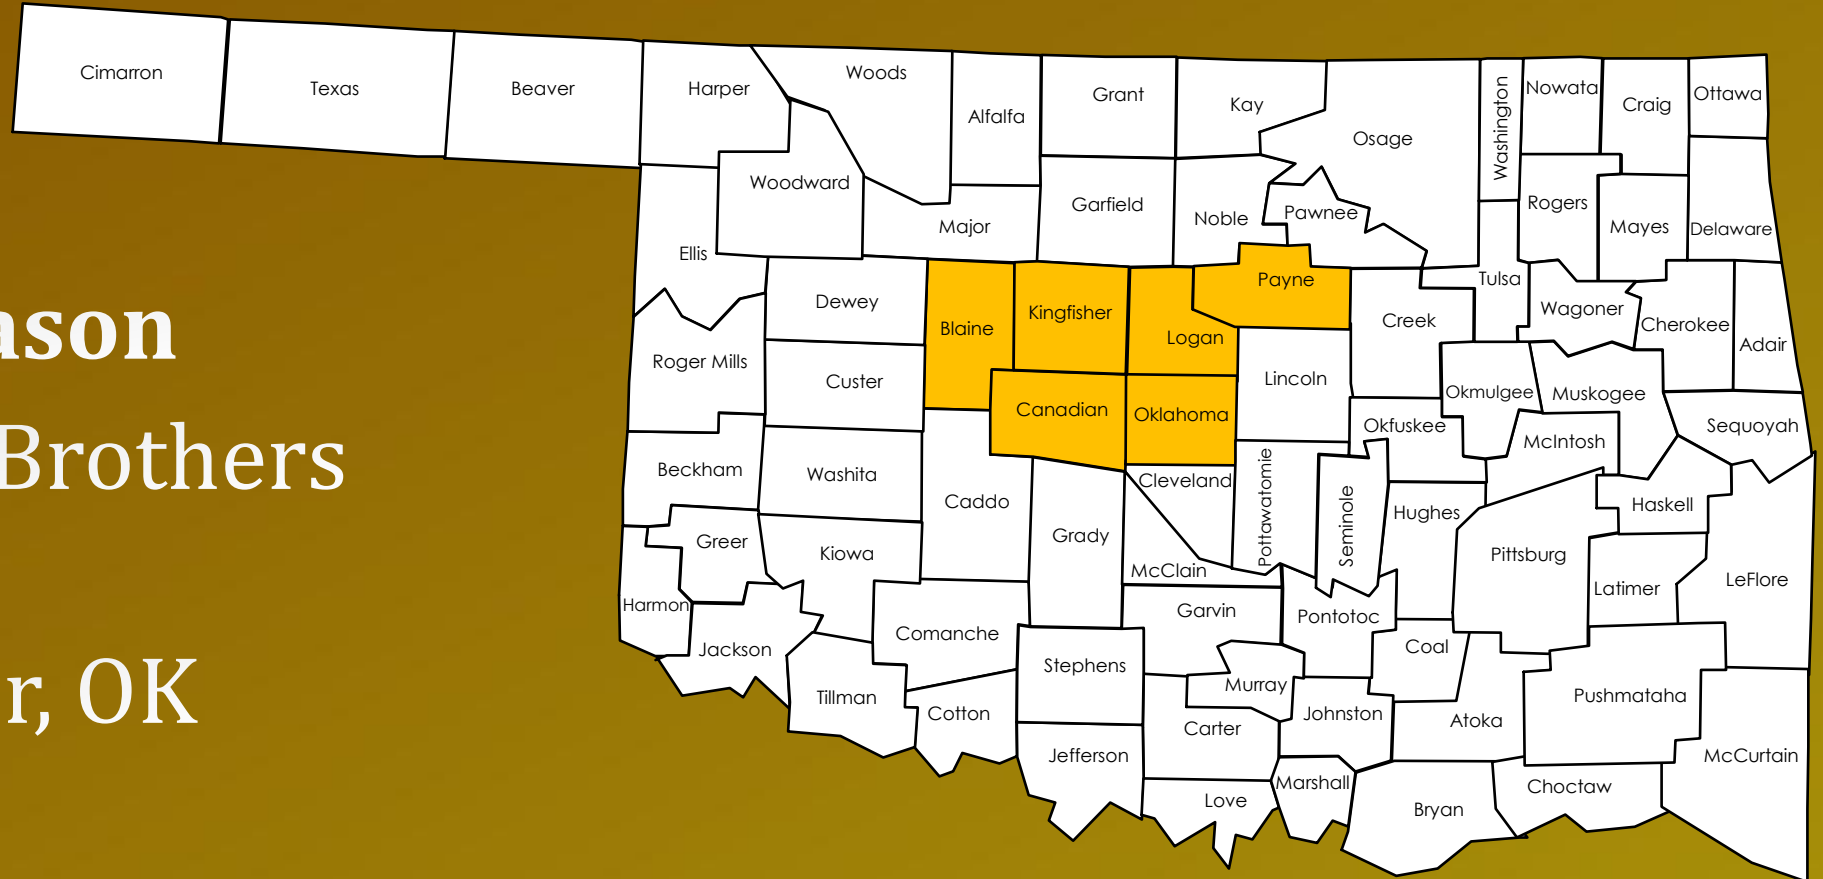 ason
Brothers
r, OK
Cimarron
Texas
Beaver
Harper
Woods
Alfalfa
Grant
Kay
Osage
Washington
Nowata
Craig
Ottawa
Woodward
Major
Garfield
Noble
Pawnee
Rogers
Mayes
Delaware
Ellis
Dewey
Blaine
Kingfisher
Logan
Payne
Creek
Tulsa
Wagoner
Cherokee
Adair
Roger Mills
Custer
Canadian
Oklahoma
Lincoln
Okmulgee
Muskogee
Okfuskee
McIntosh
Sequoyah
Beckham
Washita
Caddo
Grady
Cleveland
Pottawatomie
Seminole
Hughes
Haskell
Pittsburg
Greer
Kiowa
McClain
Latimer
LeFlore
Harmon
Jackson
Comanche
Garvin
Pontotoc
Coal
Stephens
Murray
Tillman
Cotton
Carter
Johnston
Atoka
Pushmataha
Jefferson
Love
Marshall
Bryan
Choctaw
McCurtain